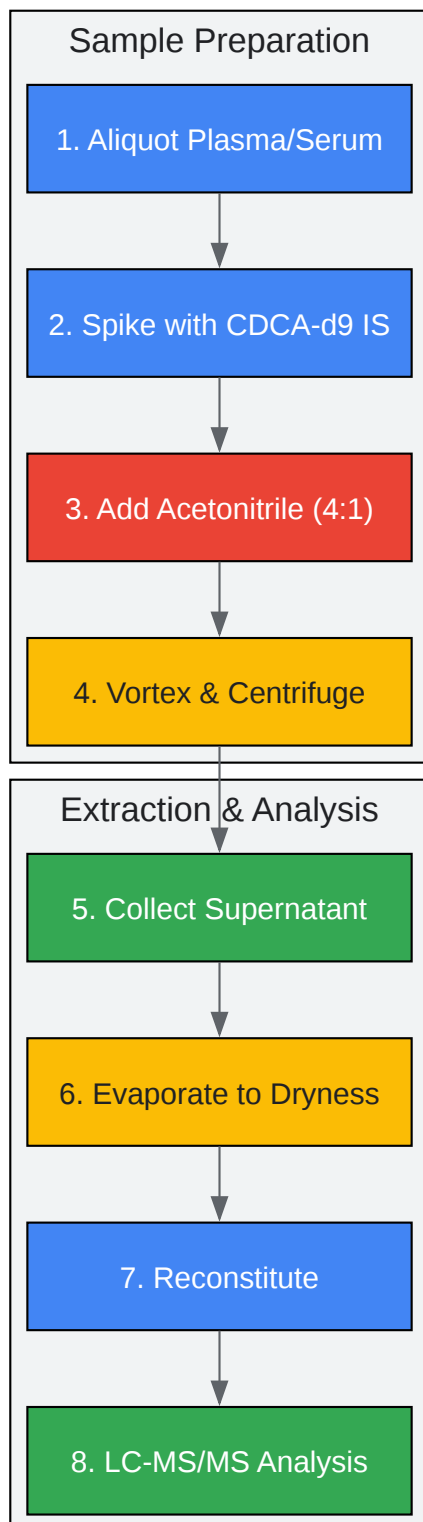 Sample Preparation
1. Aliquot Plasma/Serum
2. Spike with CDCA-d9 IS
3. Add Acetonitrile (4:1)
4. Vortex & Centrifuge
Extraction & Analysis
5. Collect Supernatant
6. Evaporate to Dryness
7. Reconstitute
8. LC-MS/MS Analysis